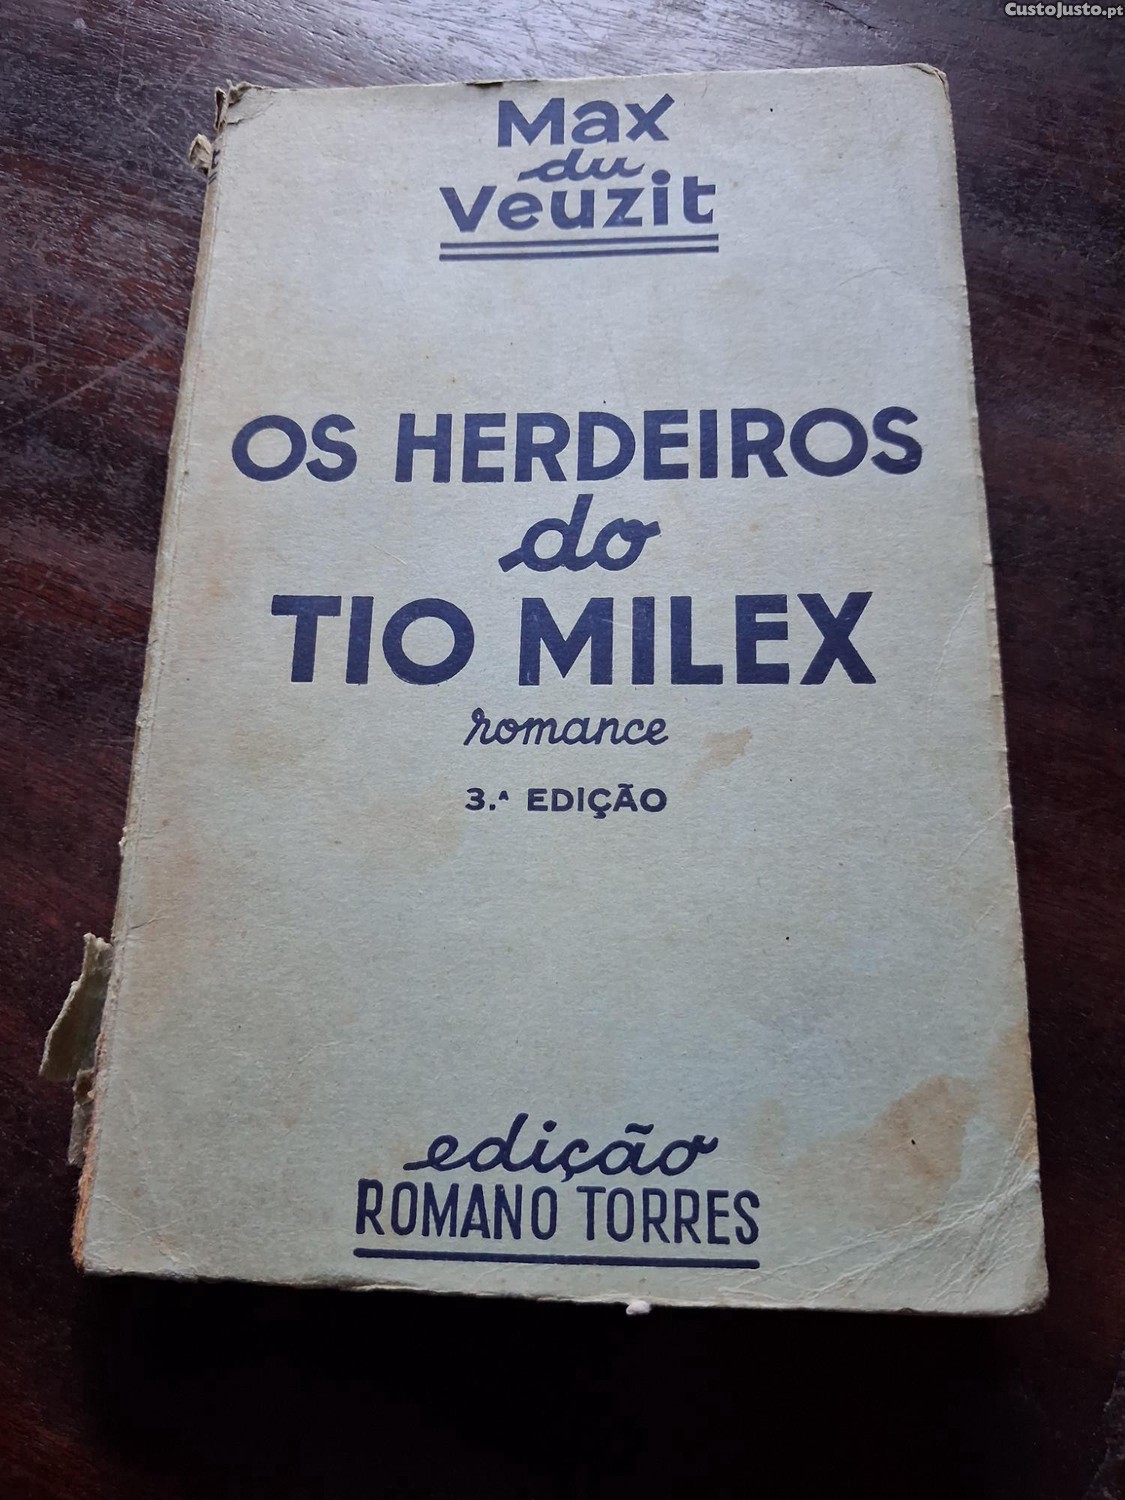 CustoJusto.pt
Max
du
Veuzit
OS HERDEIROS
do
TIO MILEX
romance
3.ᴬ EDIÇÃO
edição
ROMANO TORRES